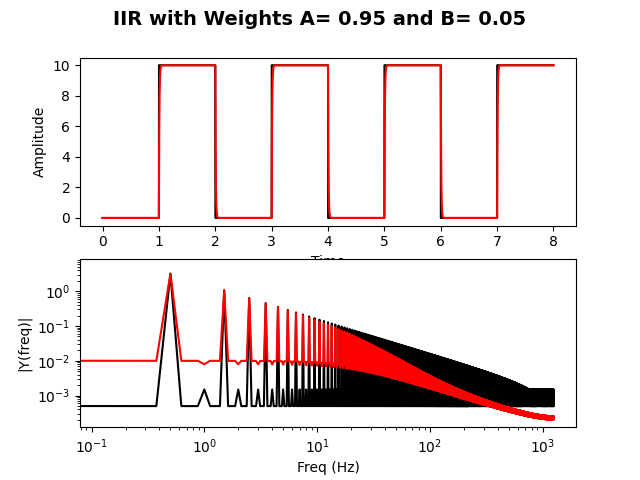 IIR with Weights A= 0.95 and B= 0.05
10
8
6
4
2
0
Amplitude
0 1 2 3 4 5 6 7 8
Time
10⁰
10⁻¹
10⁻²
10⁻³
|Y(freq)|
10⁻¹ 10⁰ 10¹ 10² 10³
Freq (Hz)